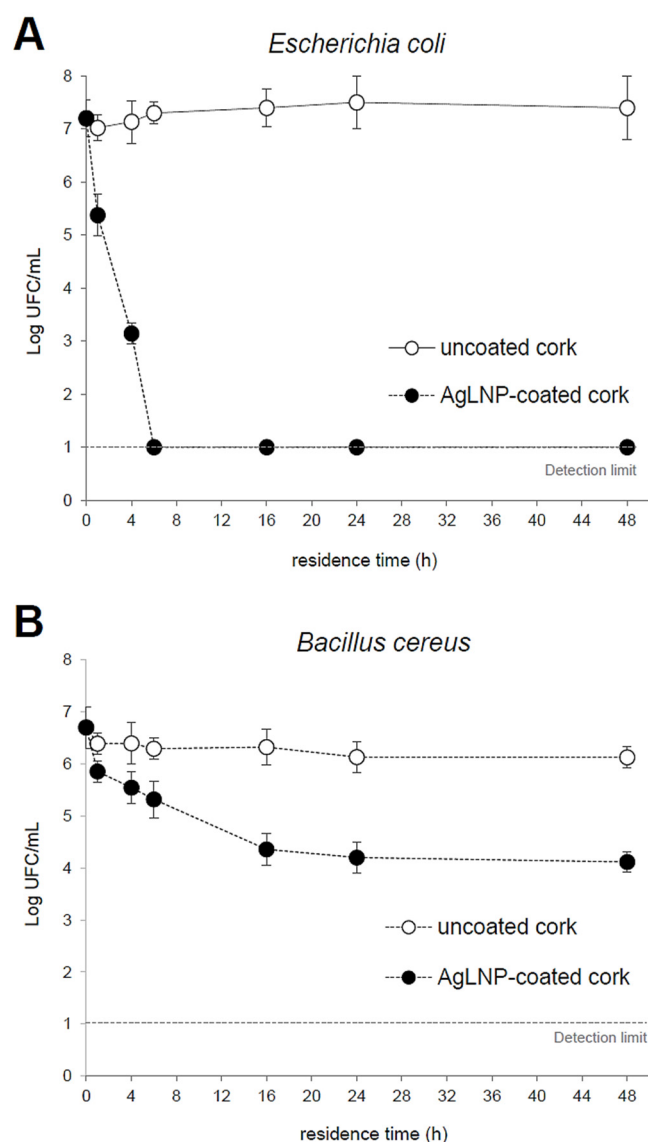 A
Escherichia coli
8
7
6
5
4
3
2
1
0
Log UFC/mL
uncoated cork
AgLNP-coated cork
Detection limit
0 4 8 12 16 20 24 28 32 36 40 44 48
residence time (h)
B
Bacillus cereus
8
7
6
5
4
3
2
1
0
Log UFC/mL
uncoated cork
AgLNP-coated cork
Detection limit
0 4 8 12 16 20 24 28 32 36 40 44 48
residence time (h)